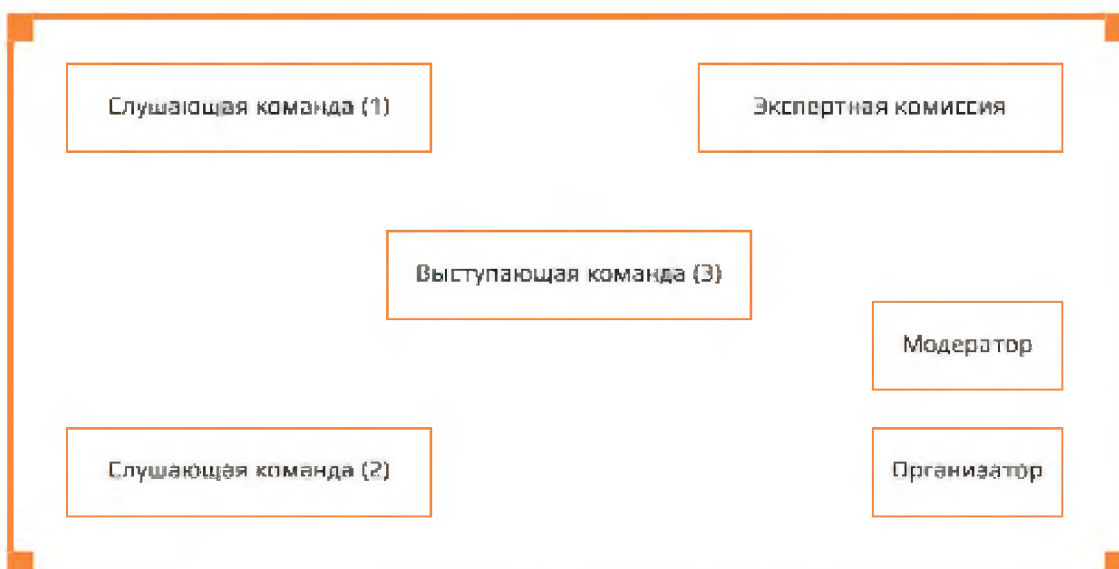 Слушающая команда (1)
Экспертная комиссия
Выступающая команда (3)
Модератор
Слушающая команда (2)
Организатор